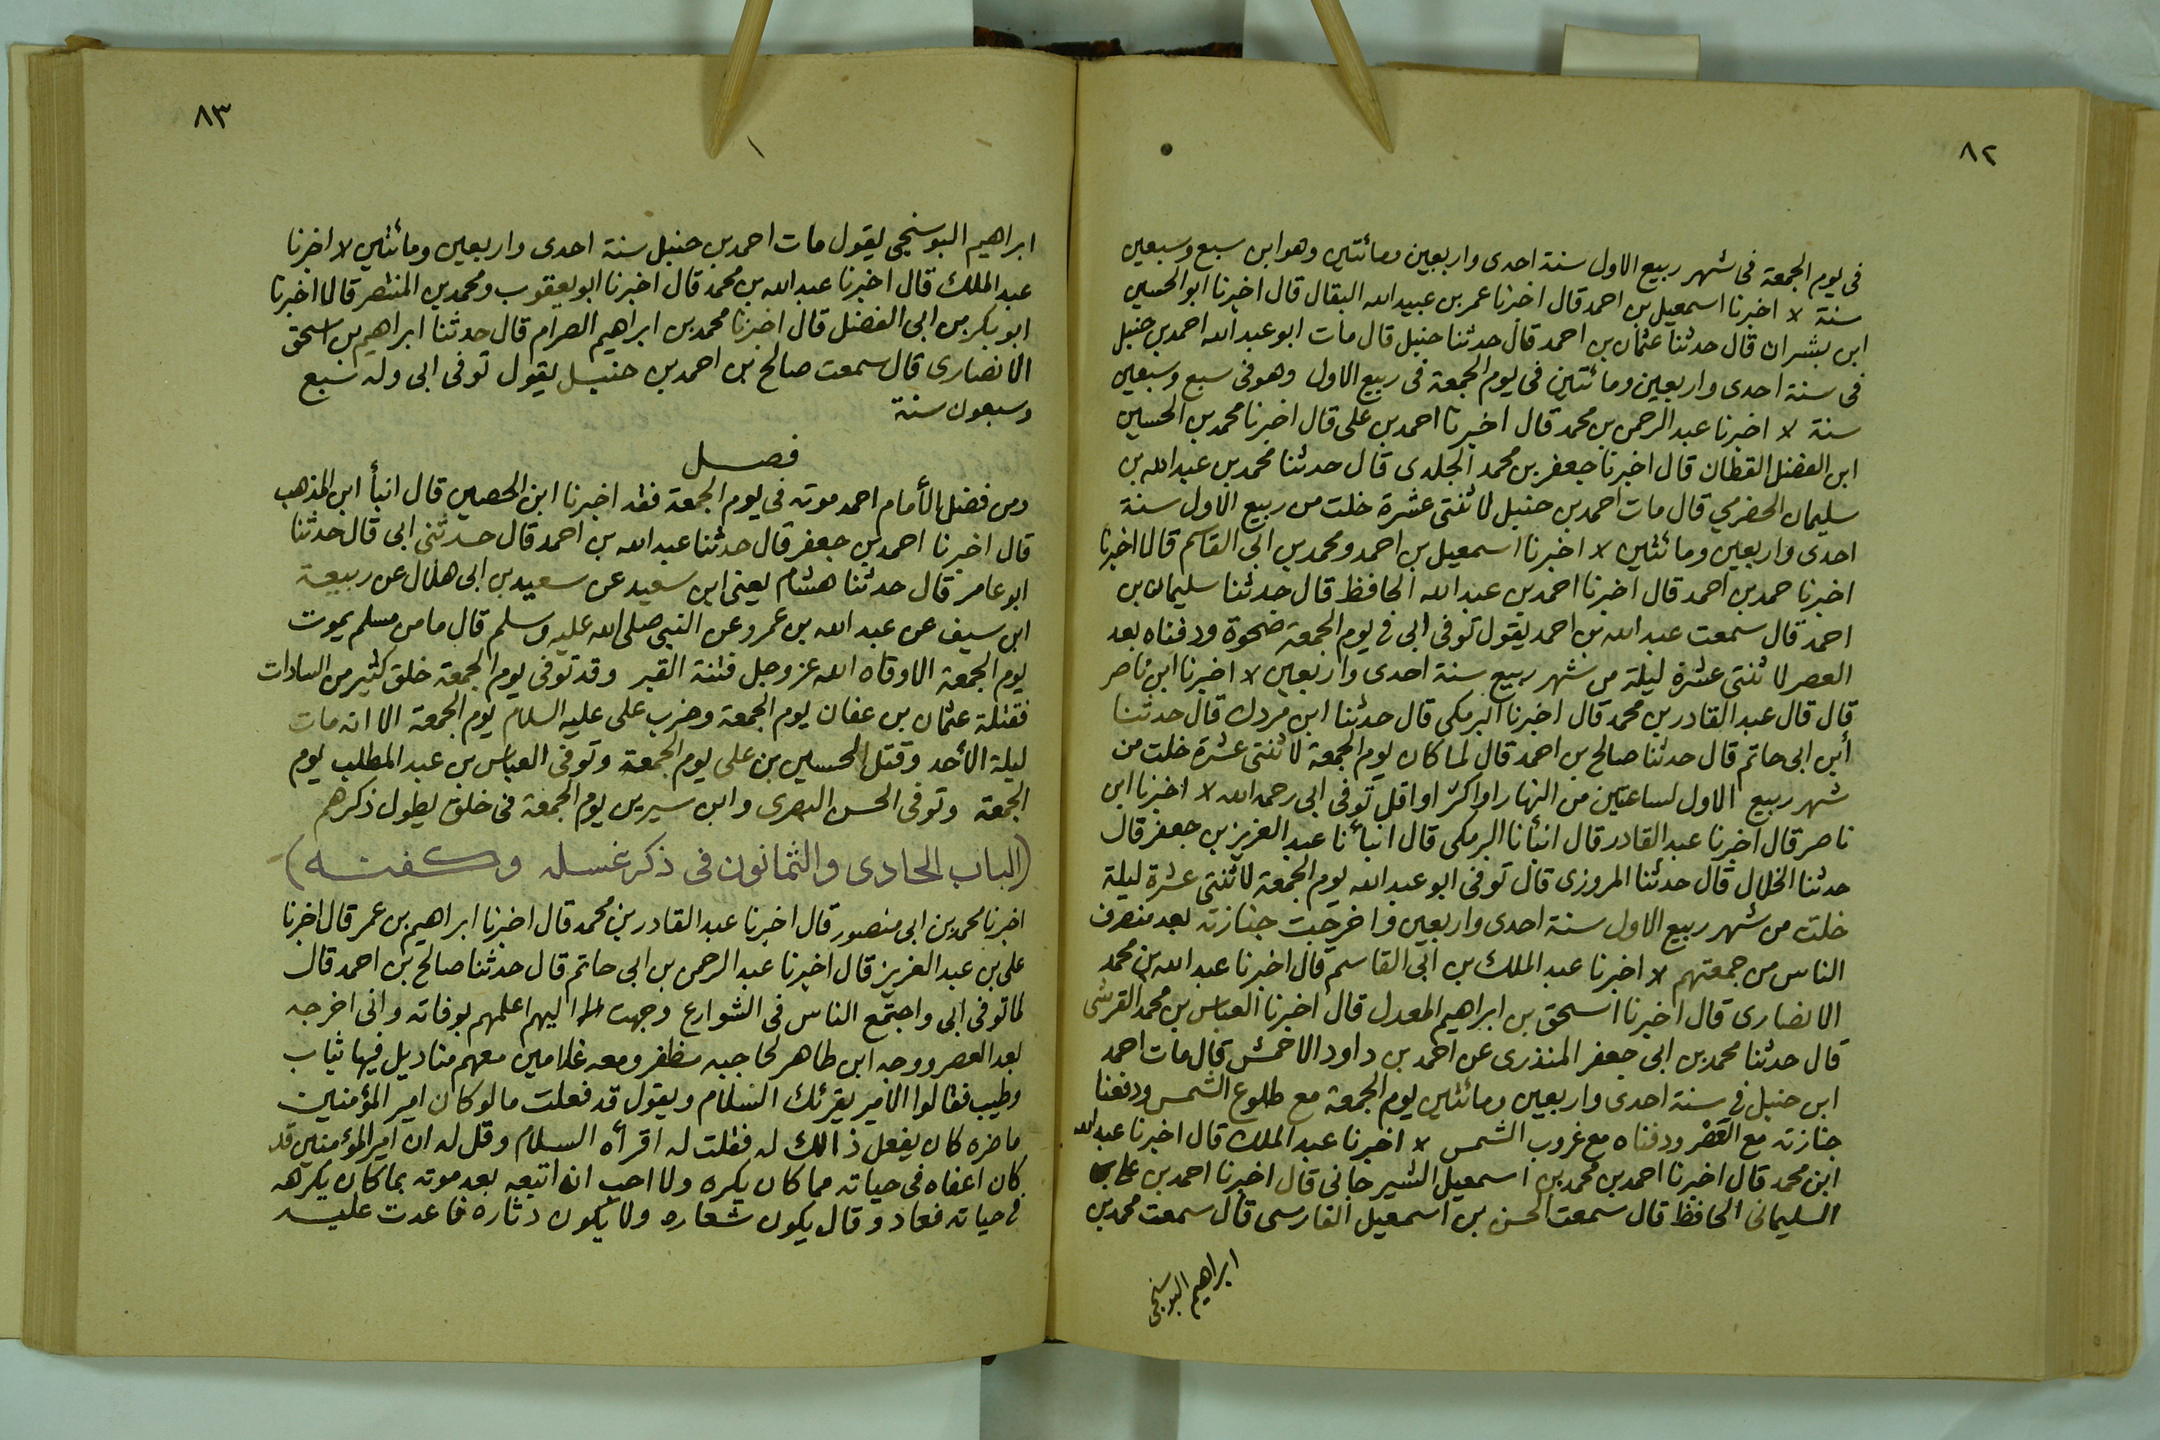 ٨٢
فى يوم الجمعة فى شهر ربيع الاول سنة احدى واربعين ومائتين وهو ابن سبع وسبعين
سنة لا اخبرنا اسمعيل بن احمد قال اخبرنا عمر بن عبيد الله البقال قال اخبرنا ابو الحسين
ابن بشران قال حدثنا عثمان بن احمد قال حدثنا حنبل قال مات ابو عبد الله احمد بن حنبل
فى سنة احدى واربعين ومائتين فى يوم الجمعة فى ربيع الاول وهو فى سبع وسبعين
سنة لا اخبرنا عبد الرحمن بن محمد قال اخبرنا احمد بن على قال اخبرنا محمد بن الحسين
ابن الفضل القطان قال اخبرنا جعفر بن محمد الجلدى قال حدثنا محمد بن عبد الله بن
سليمان الحضرمي قال مات احمد بن حنبل لاثنتى عشرة خلت من ربيع الاول سنة
احدى واربعين ومائتين لا اخبرنا اسمعيل بن احمد ومحمد بن ابى القاسم قالا اخبرنا
اخبرنا حمد بن احمد قال اخبرنا احمد بن عبد الله الحافظ قال حدثنا سليمان بن
احمد قال سمعت عبد الله بن احمد يقول توفى ابى فى يوم الجمعة ضحوة ودفناه بعد
العصر لاثنتى عشرة ليلة من شهر ربيع سنة احدى واربعين لا اخبرنا ابن ناصر
قال قال عبد القادر بن محمد قال اخبرنا البرمكى قال حدثنا ابن مردك قال حدثنا
أبن ابى حاتم قال حدثنا صالح بن احمد قال لما كان يوم الجمعة لاثنتى عشرة خلت من
شهر ربيع الاول لساعتين من النهار او اكثر او اقل توفى ابى رحمه الله لا اخبرنا ابن
ناصر قال اخبرنا عبد القادر قال انبأنا البرمكى قال انبأنا عبد العزيز بن جعفر قال
حدثنا الخلال قال حدثنا المروزى قال توفى ابو عبد الله يوم الجمعة لاثنتى عشرة ليلة
خلت من شهر ربيع الاول سنة احدى واربعين واخرجت جنازته بعد منصرف
الناس من جمعتهم لا اخبرنا عبد الملك بن ابى القاسم قال اخبرنا عبد الله بن محمد
الانصارى قال اخبرنا اسحق بن ابراهيم المعدل قال اخبرنا العباس بن محمد القرشى
قال حدثنا محمد بن ابى جعفر المنذرى عن احمد بن داود الاحمسى قال مات احمد
ابن حنبل فى سنة احدى واربعين ومائتين يوم الجمعة مع طلوع الشمس ودفعنا
جنازته مع العصر ودفناه مع غروب الشمس لا اخبرنا عبد الملك قال اخبرنا عبد الله
ابن محمد قال اخبرنا احمد بن محمد بن اسمعيل الشيرجانى قال اخبرنا احمد بن على
السليمانى الحافظ قال سمعت الحسن بن اسمعيل الفارسى قال سمعت محمد بن
ابراهيم البوسنجى
٨٣
ابراهيم البوسنجى يقول مات احمد بن حنبل سنة احدى واربعين ومائتين لا اخبرنا
عبد الملك قال اخبرنا عبد الله بن محمد قال اخبرنا ابو يعقوب ومحمد بن المنتصر قالا اخبرنا
ابو بكر بن ابى الفضل قال اخبرنا محمد بن ابراهيم الصرام قال حدثنا ابراهيم بن اسحق
الانصارى قال سمعت صالح بن احمد بن حنبل يقول توفى ابى وله سبع
وسبعون سنة
فصل
ومن فضل الأمام احمد موته فى يوم الجمعة فقد اخبرنا ابن الحصين قال انبأ ابن المذهب
قال اخبرنا احمد بن جعفر قال حدثنا عبد الله بن احمد قال حدثنى ابى قال حدثنا
ابو عامر قال حدثنا هشام يعنى ابن سعيد عن سعيد بن ابى هلال عن ربيعة
ابن سيف عن عبد الله بن عمرو عن النبى صلى الله عليه وسلم قال ما من مسلم يموت
يوم الجمعة الا وقاه الله عز وجل فتنة القبر وقد توفى يوم الجمعة خلق كثير من السادات
فقتلة عثمان بن عفان يوم الجمعة وضرب على عليه السلام يوم الجمعة الا انه مات
ليلة الأحد وقتل الحسين بن على يوم الجمعة وتوفى العباس بن عبد المطلب يوم
الجمعة وتوفى الحسن البصرى وابن سيرين يوم الجمعة فى خلق يطول ذكرهم
(الباب الحادى والثمانون فى ذكر غسله وكفنه)
اخبرنا محمد بن ابى منصور قال اخبرنا عبد القادر بن محمد قال اخبرنا ابراهيم بن عمر قال اخبرنا
على بن عبد العزيز قال اخبرنا عبد الرحمن بن ابى حاتم قال حدثنا صالح بن احمد قال
لما توفى ابى واجتمع الناس فى الشوارع وجهت اليهم اعلمهم بوفاته وانى اخرجه
بعد العصر ووجه ابن طاهر لحاجبه مظفر ومعه غلامين معهم مناديل فيها ثياب
وطيب فقالوا الامير يقرئك السلام ويقول قد فعلت ما لو كان امير المؤمنين
ماضره كان يفعل ذالك له فقلت له اقرأه السلام وقل له ان امير المؤمنين قد
كان اعفاه فى حياته مما كان يكره ولا احب ان اتبعه بعد موته بما كان يكرهه
فى حياته فعاد وقال يكون شعاره ولا يكون دثاره فاعدت عليه